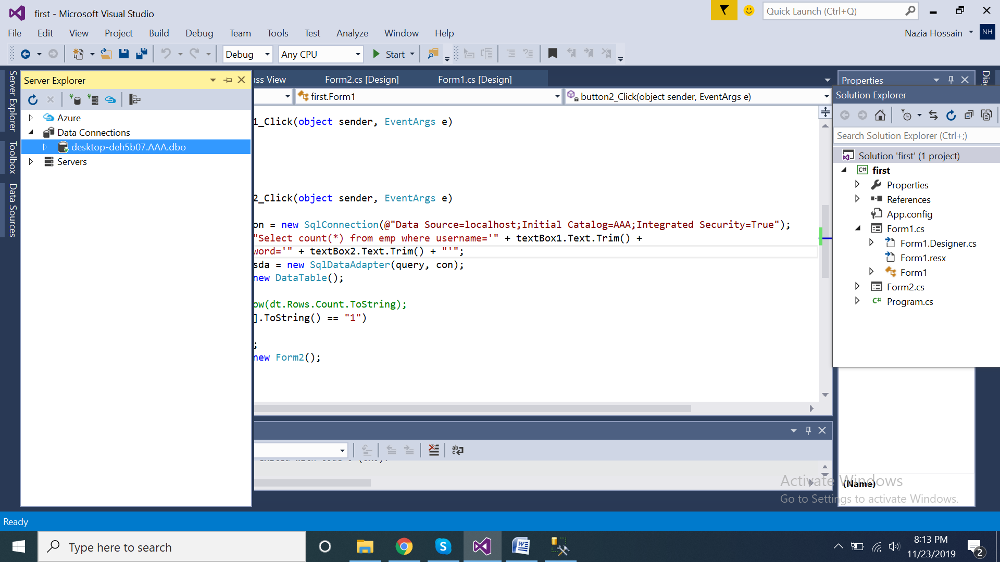 first - Microsoft Visual Studio
Quick Launch (Ctrl+Q)
File Edit View Project Build Debug Team Tools Test Analyze Window Help
Nazia Hossain NH
Debug Any CPU Start
Server Explorer
Toolbox
Data Sources
Server Explorer
Azure
Data Connections
desktop-deh5b07.AAA.dbo
Servers
ss View Form2.cs [Design] Form1.cs [Design]
first.Form1 button2_Click(object sender, EventArgs e)
1_Click(object sender, EventArgs e)
2_Click(object sender, EventArgs e)
on = new SqlConnection(@"Data Source=localhost;Initial Catalog=AAA;Integrated Security=True");
"Select count(*) from emp where username='" + textBox1.Text.Trim() +
word='" + textBox2.Text.Trim() + "'";
sda = new SqlDataAdapter(query, con);
new DataTable();
ow(dt.Rows.Count.ToString);
].ToString() == "1")
;
new Form2();
Properties
Solution Explorer
Search Solution Explorer (Ctrl+;)
Solution 'first' (1 project)
C# first
Properties
References
App.config
Form1.cs
Form1.Designer.cs
Form1.resx
Form1
Form2.cs
C# Program.cs
(Name)
Activate Windows
Go to Settings to activate Windows.
Ready
Type here to search
8:13 PM
11/23/2019
2